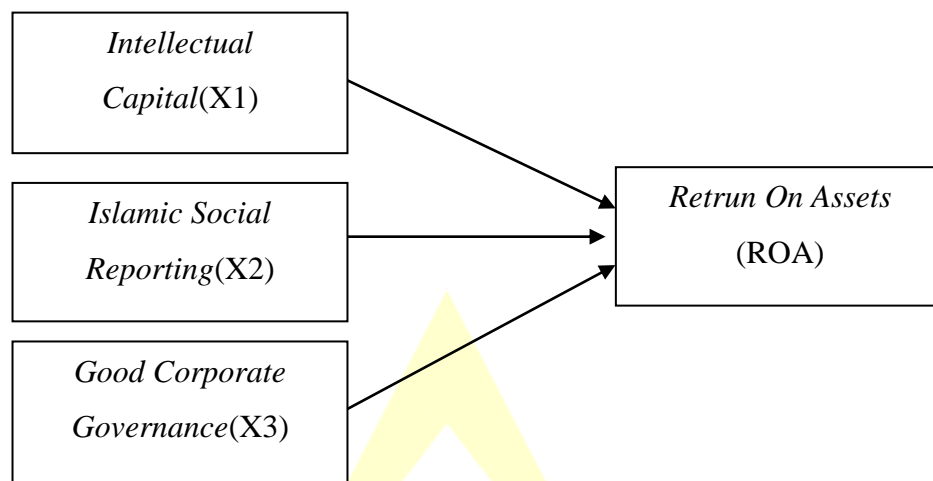 Intellectual
Capital(X1)
Islamic Social
Reporting(X2)
Good Corporate
Governance(X3)
Retrun On Assets
(ROA)